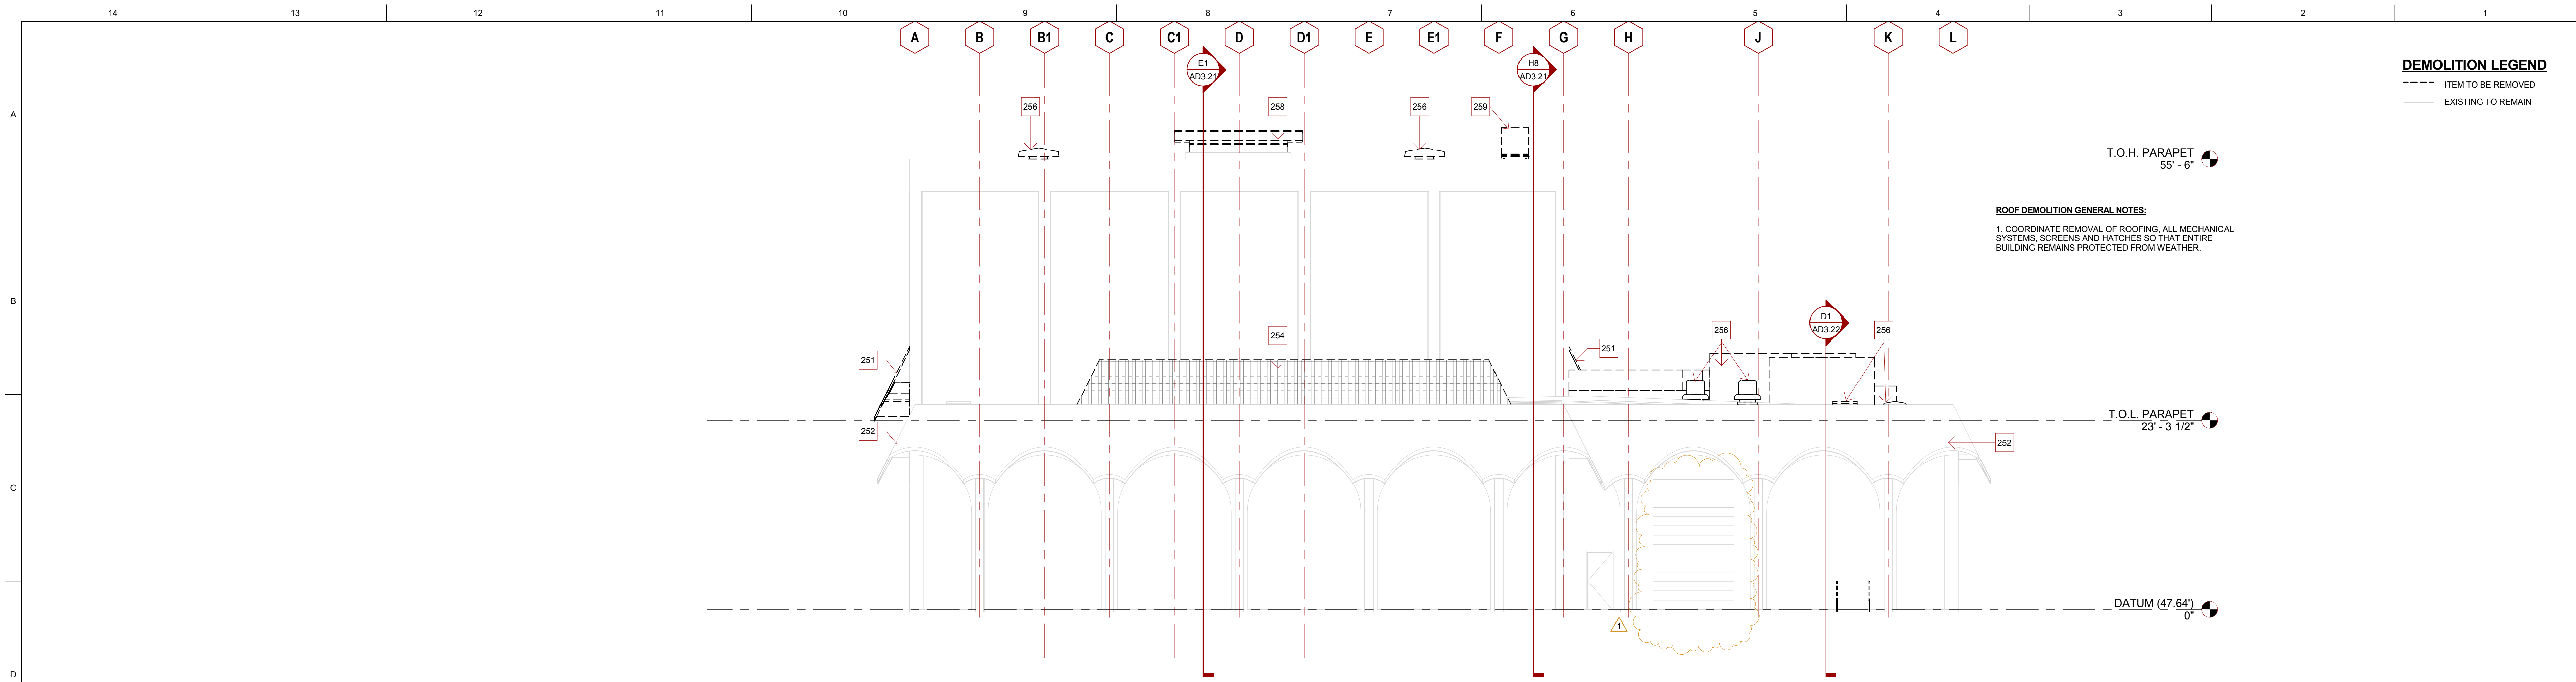 14 13 12 11 10 9 8 7 6 5 4 3 2 1
A B B1 C C1 D D1 E E1 F G H J K L
E1
AD3.21
H8
AD3.21
DEMOLITION LEGEND
ITEM TO BE REMOVED
EXISTING TO REMAIN
A
256
258
256
259
T.O.H. PARAPET
55' - 6"
ROOF DEMOLITION GENERAL NOTES:
1. COORDINATE REMOVAL OF ROOFING, ALL MECHANICAL
SYSTEMS, SCREENS AND HATCHES SO THAT ENTIRE
BUILDING REMAINS PROTECTED FROM WEATHER.
B
D1
AD3.22
254
256
256
251
251
T.O.L. PARAPET
23' - 3 1/2"
252
252
C
DATUM (47.64')
0"
1
D